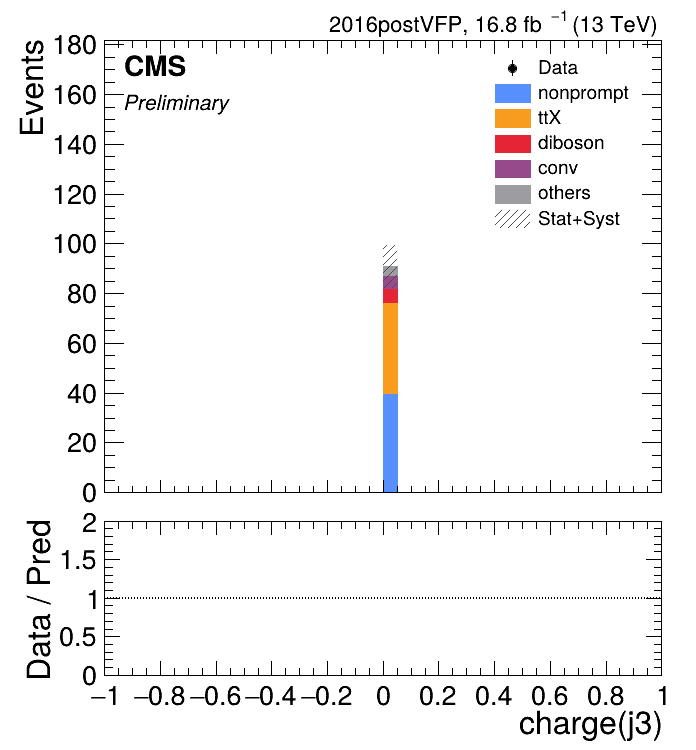 2016postVFP, 16.8 fb⁻¹ (13 TeV)
CMS
Preliminary
Events
180
160
140
120
100
80
60
40
20
0
Data
nonprompt
ttX
diboson
conv
others
Stat+Syst
Data / Pred
2
1.5
1
0.5
0
−1 −0.8 −0.6 −0.4 −0.2 0 0.2 0.4 0.6 0.8 1
charge(j3)